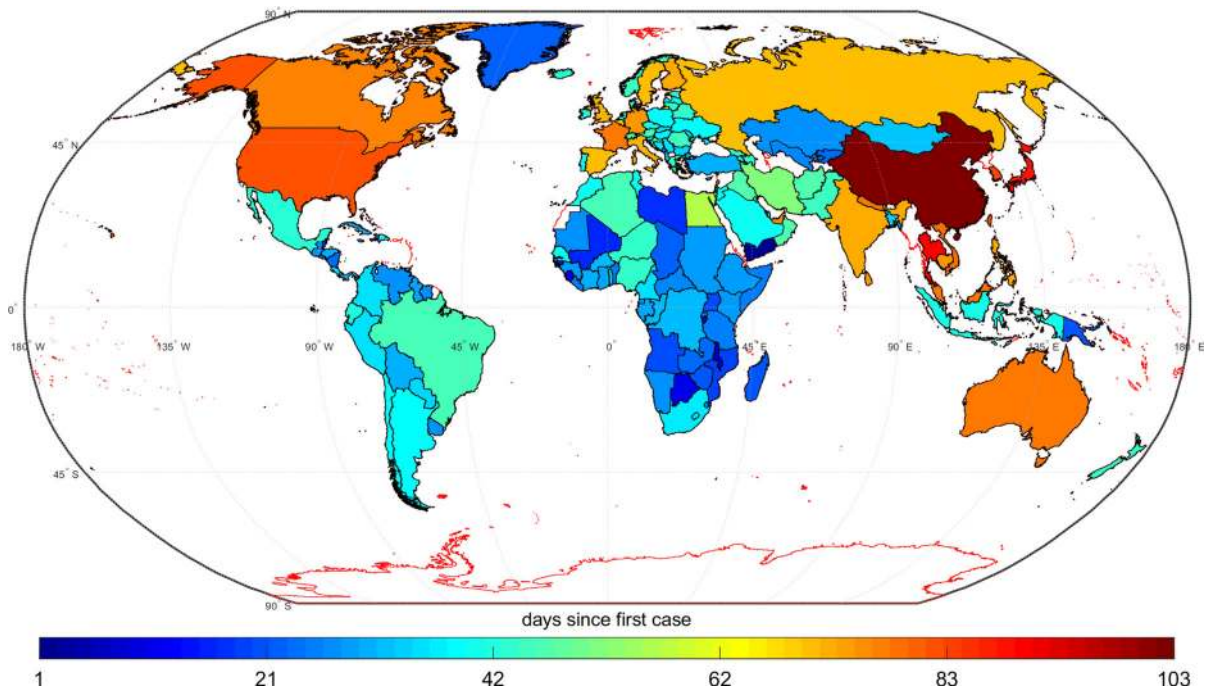 90° N
45° N
0°
180° W 135° W 90° W 45° W 0 45° E 90° E 135° E 180° E
45° S
90° S
days since first case
1 21 42 62 83 103